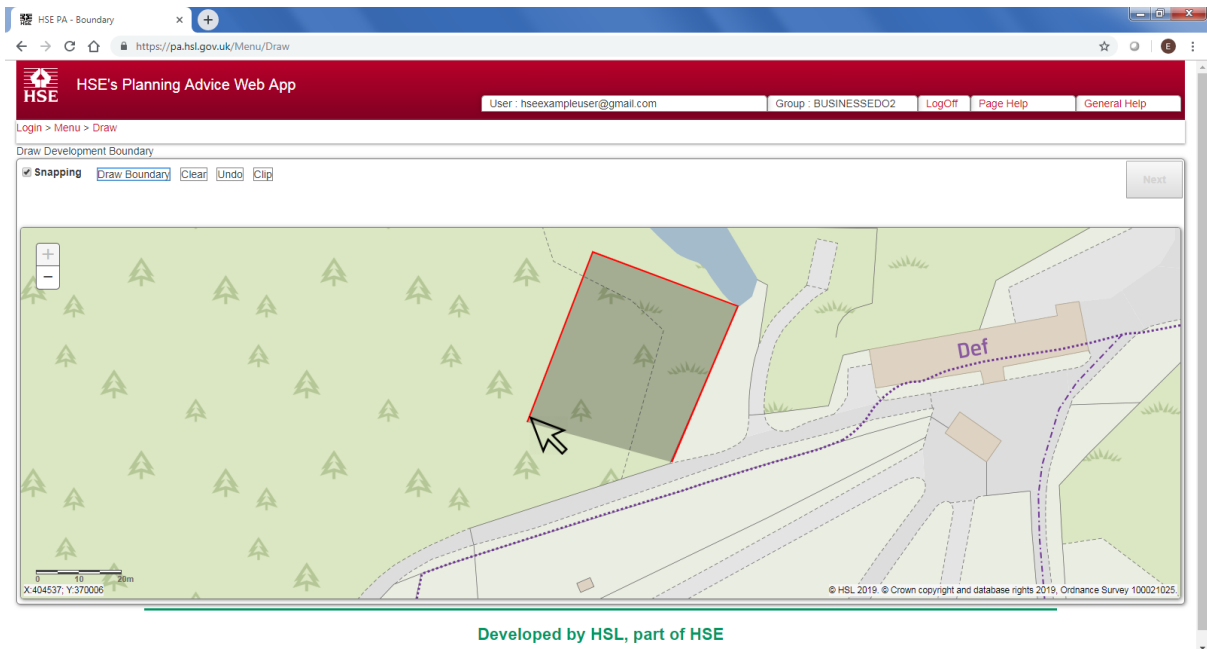 HSE PA - Boundary
https://pa.hsl.gov.uk/Menu/Draw
E
HSE
HSE's Planning Advice Web App
User : hseexampleuser@gmail.com Group : BUSINESSEDO2 LogOff Page Help General Help
Login > Menu > Draw
Draw Development Boundary
Snapping Draw Boundary Clear Undo Clip Next
+
−
Def
0 10 20m
X:404537; Y:370006
© HSL 2019. © Crown copyright and database rights 2019, Ordnance Survey 100021025.
Developed by HSL, part of HSE